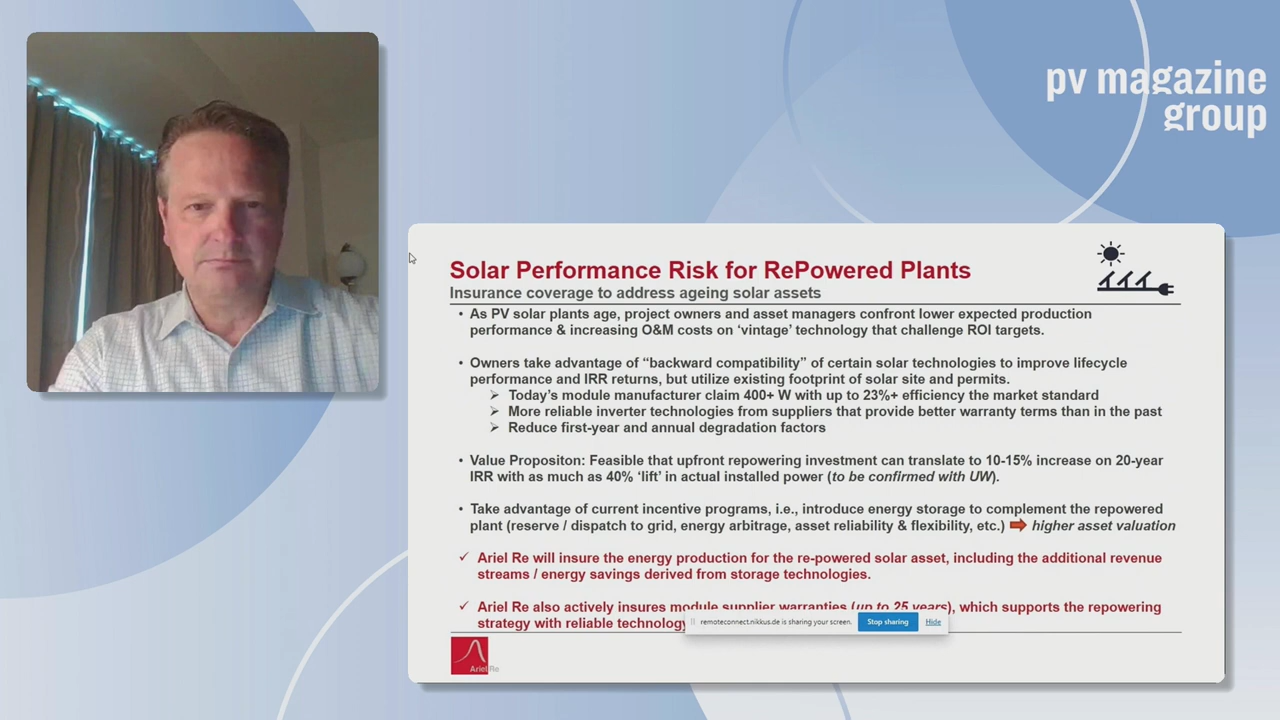 pv magazine
group
Solar Performance Risk for RePowered Plants
Insurance coverage to address ageing solar assets
• As PV solar plants age, project owners and asset managers confront lower expected production
performance & increasing O&M costs on ‘vintage’ technology that challenge ROI targets.
• Owners take advantage of “backward compatibility” of certain solar technologies to improve lifecycle
performance and IRR returns, but utilize existing footprint of solar site and permits.
➢ Today’s module manufacturer claim 400+ W with up to 23%+ efficiency the market standard
➢ More reliable inverter technologies from suppliers that provide better warranty terms than in the past
➢ Reduce first-year and annual degradation factors
• Value Propositon: Feasible that upfront repowering investment can translate to 10-15% increase on 20-year
IRR with as much as 40% ‘lift’ in actual installed power (to be confirmed with UW).
• Take advantage of current incentive programs, i.e., introduce energy storage to complement the repowered
plant (reserve / dispatch to grid, energy arbitrage, asset reliability & flexibility, etc.) ➡ higher asset valuation
✓ Ariel Re will insure the energy production for the re-powered solar asset, including the additional revenue
streams / energy savings derived from storage technologies.
✓ Ariel Re also actively insures module supplier warranties (up to 25 years), which supports the repowering
strategy with reliable technology
remoteconnect.nikkus.de is sharing your screen. Stop sharing Hide
Ariel Re